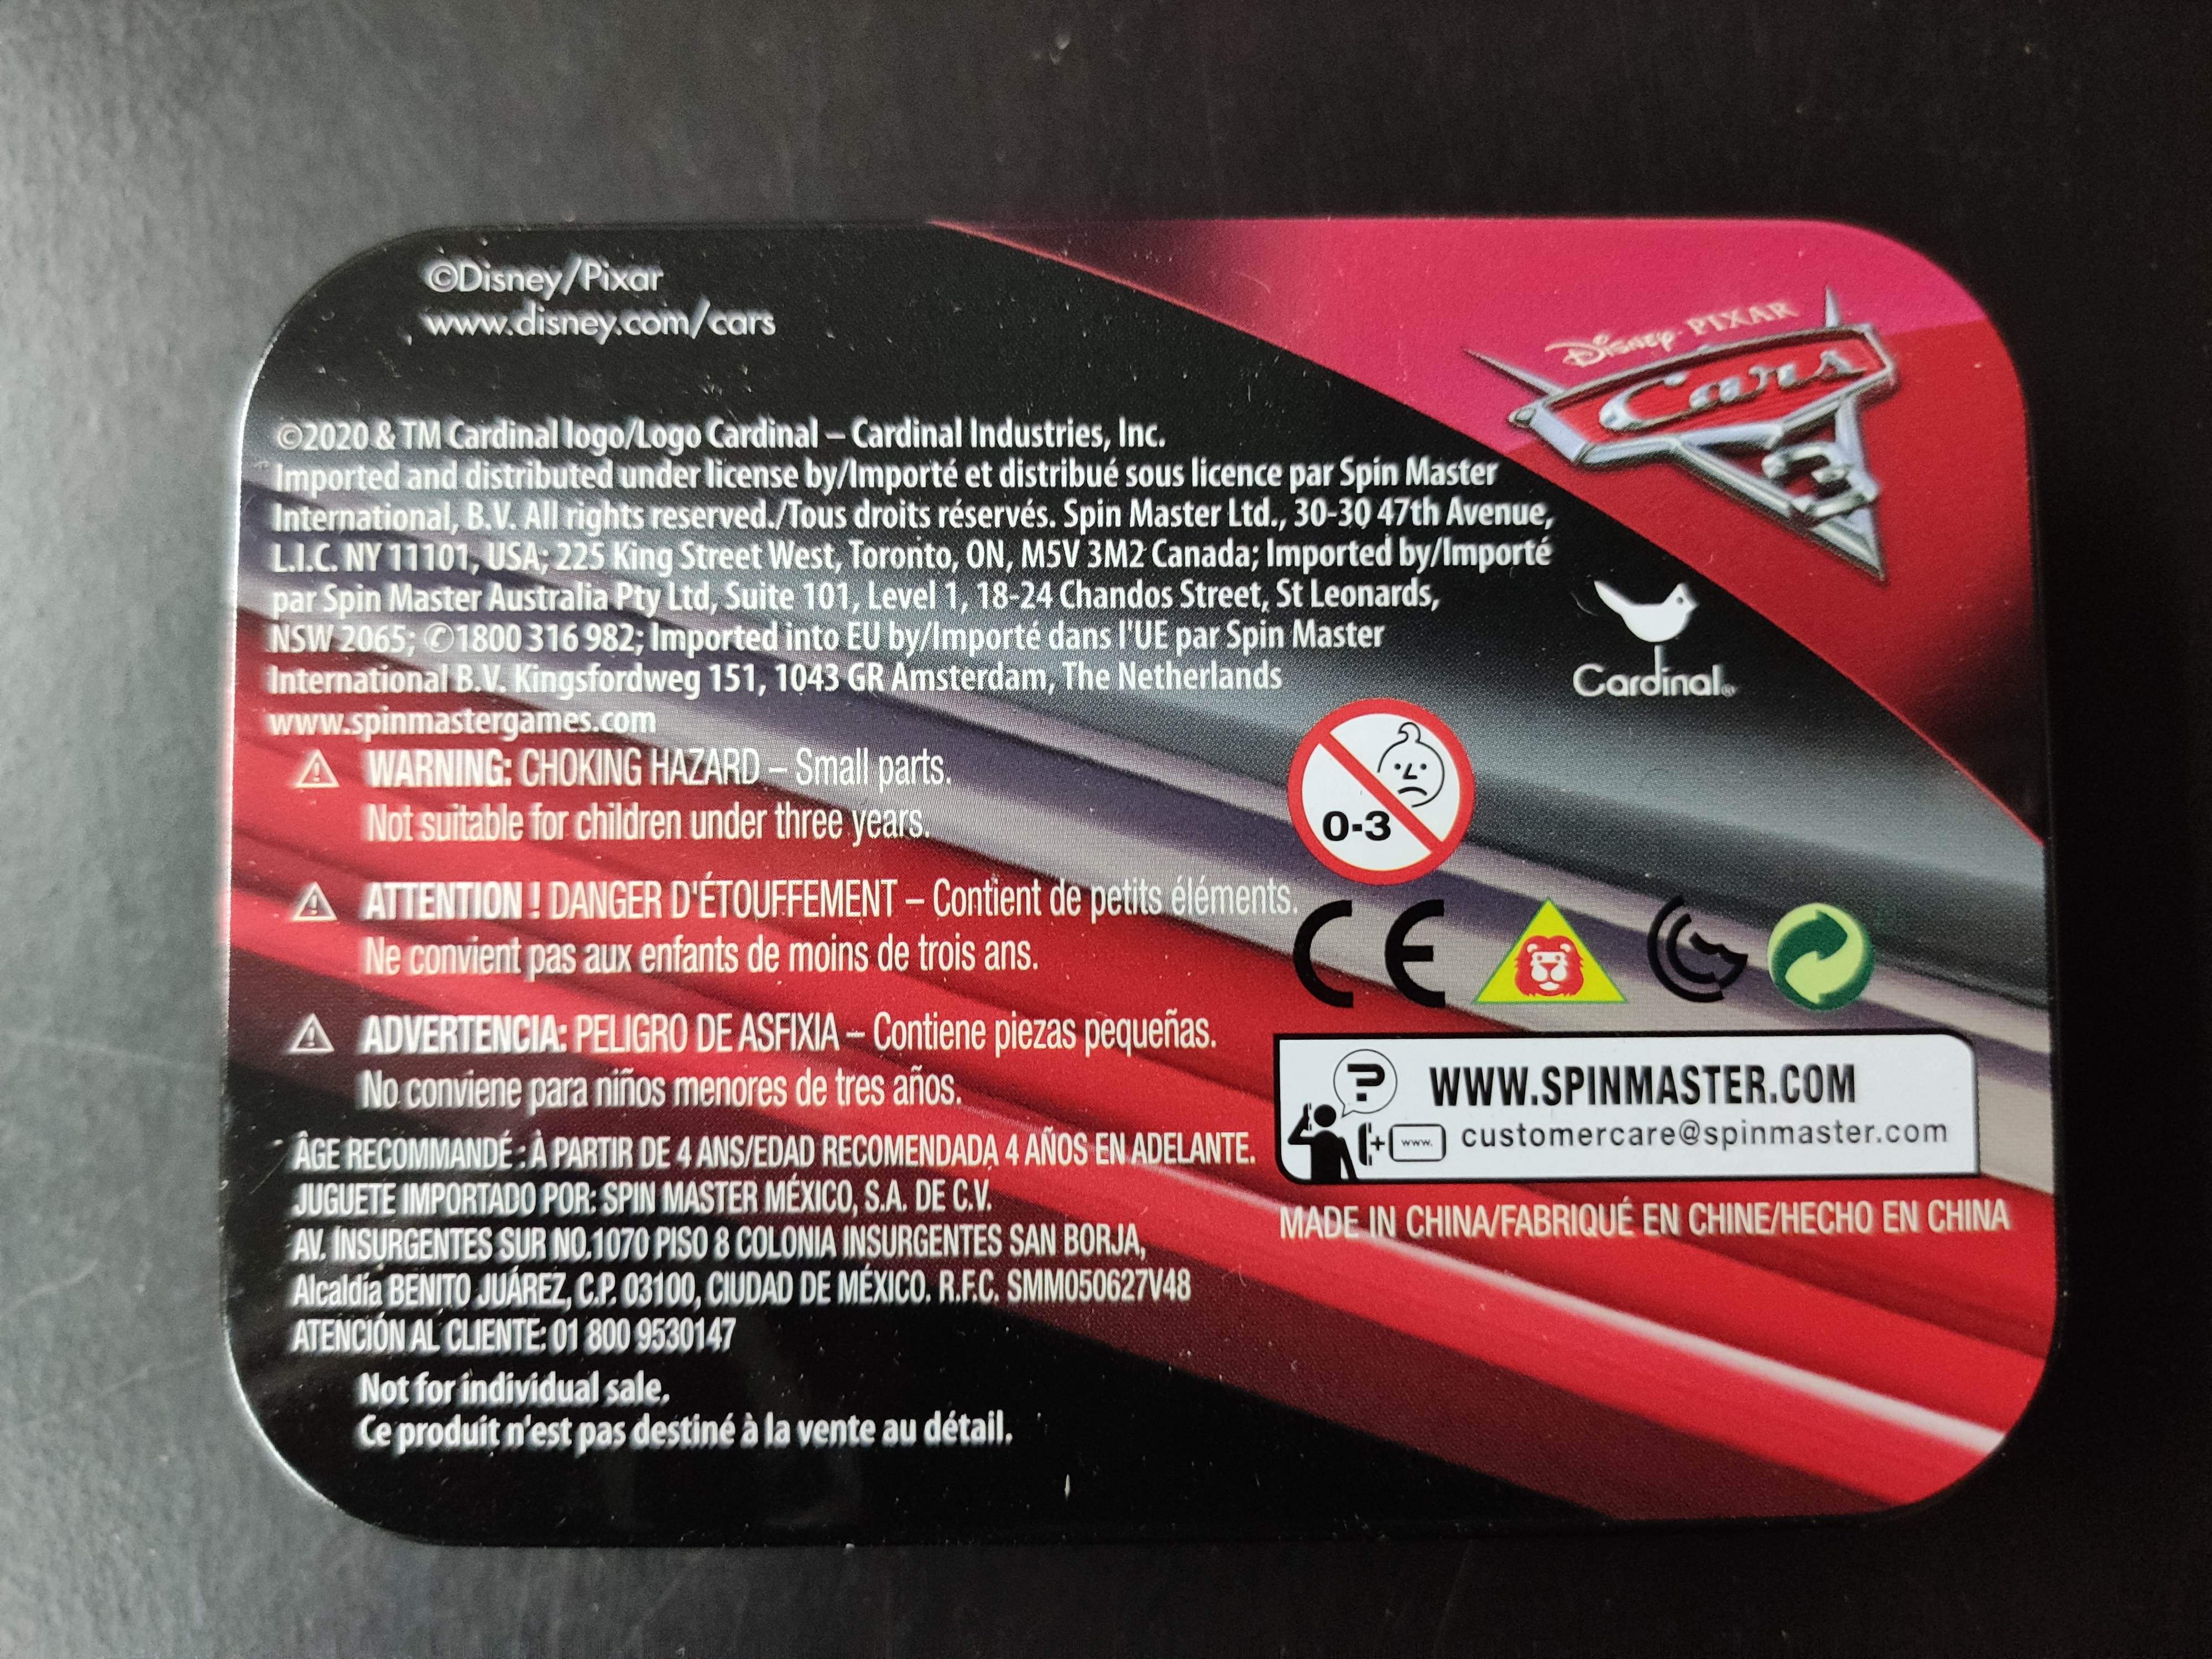 ©Disney/Pixar
www.disney.com/cars
DISNEY·PIXAR
Cars
3
©2020 & TM Cardinal logo/Logo Cardinal – Cardinal Industries, Inc.
Imported and distributed under license by/Importé et distribué sous licence par Spin Master
International, B.V. All rights reserved./Tous droits réservés. Spin Master Ltd., 30-30 47th Avenue,
L.I.C. NY 11101, USA; 225 King Street West, Toronto, ON, M5V 3M2 Canada; Imported by/Importé
par Spin Master Australia Pty Ltd, Suite 101, Level 1, 18-24 Chandos Street, St Leonards,
NSW 2065; ✆1800 316 982; Imported into EU by/Importé dans l'UE par Spin Master
International B.V. Kingsfordweg 151, 1043 GR Amsterdam, The Netherlands
www.spinmastergames.com
Cardinal®
⚠ WARNING: CHOKING HAZARD – Small parts.
Not suitable for children under three years.
0-3
⚠ ATTENTION ! DANGER D'ÉTOUFFEMENT – Contient de petits éléments.
Ne convient pas aux enfants de moins de trois ans.
CE
⚠ ADVERTENCIA: PELIGRO DE ASFIXIA – Contiene piezas pequeñas.
No conviene para niños menores de tres años.
?
WWW.SPINMASTER.COM
+ www. customercare@spinmaster.com
ÂGE RECOMMANDÉ : À PARTIR DE 4 ANS/EDAD RECOMENDADA 4 AÑOS EN ADELANTE.
JUGUETE IMPORTADO POR: SPIN MASTER MÉXICO, S.A. DE C.V.
AV. INSURGENTES SUR NO.1070 PISO 8 COLONIA INSURGENTES SAN BORJA,
Alcaldía BENITO JUÁREZ, C.P. 03100, CIUDAD DE MÉXICO. R.F.C. SMM050627V48
ATENCIÓN AL CLIENTE: 01 800 9530147
MADE IN CHINA/FABRIQUÉ EN CHINE/HECHO EN CHINA
Not for individual sale.
Ce produit n'est pas destiné à la vente au détail.